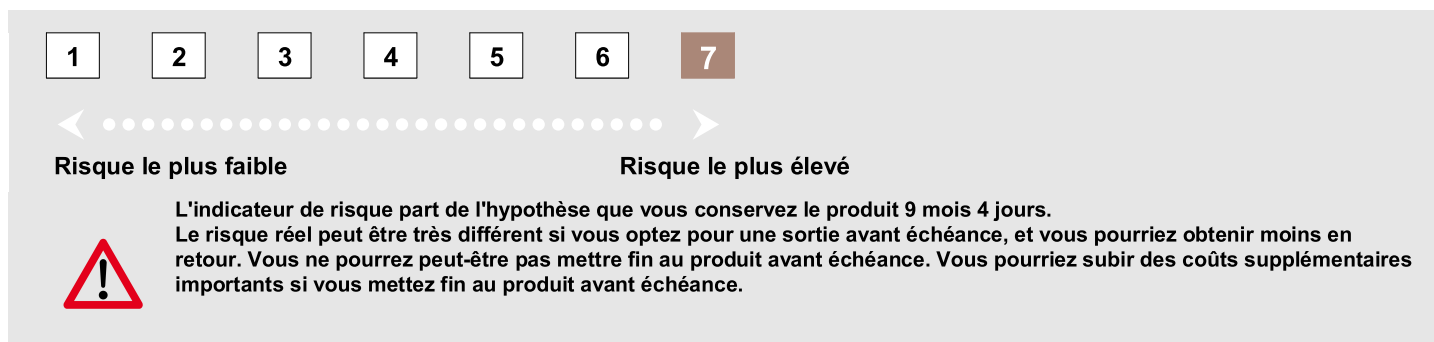 1 2 3 4 5 6 7
Risque le plus faible Risque le plus élevé
L'indicateur de risque part de l'hypothèse que vous conservez le produit 9 mois 4 jours.
Le risque réel peut être très différent si vous optez pour une sortie avant échéance, et vous pourriez obtenir moins en
retour. Vous ne pourrez peut-être pas mettre fin au produit avant échéance. Vous pourriez subir des coûts supplémentaires
importants si vous mettez fin au produit avant échéance.